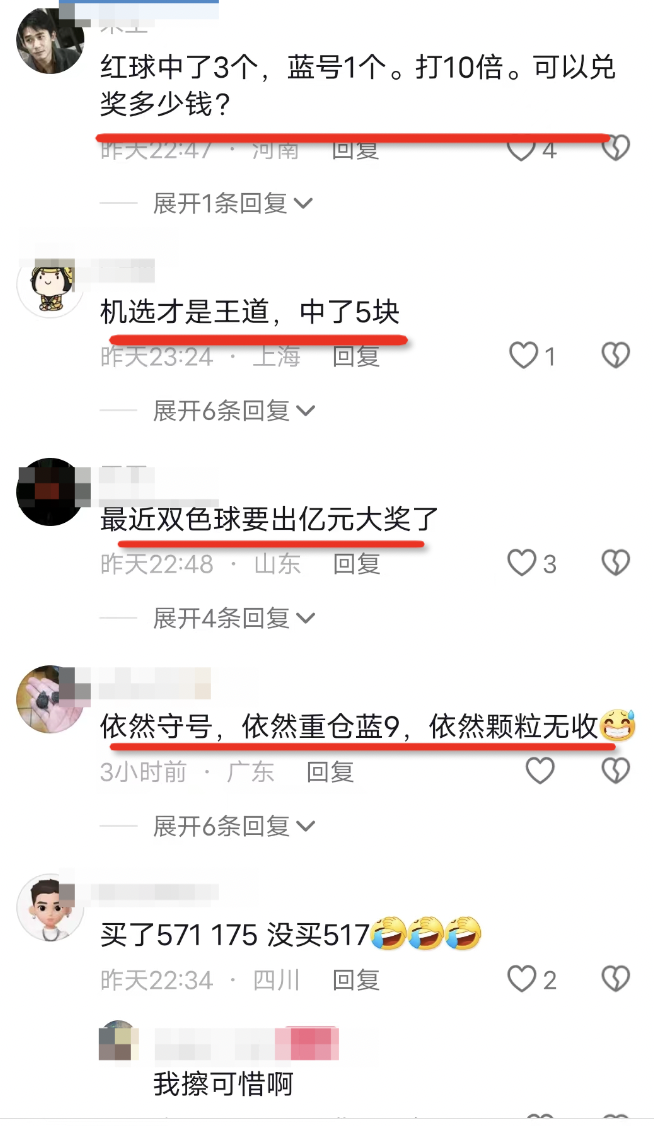 红球中了3个，蓝号1个。打10倍。可以兑
奖多少钱？
昨天22:47 · 河南 回复 4
展开1条回复
机选才是王道，中了5块
昨天23:24 · 上海 回复 1
展开6条回复
最近双色球要出亿元大奖了
昨天22:48 · 山东 回复 3
展开4条回复
依然守号，依然重仓蓝9，依然颗粒无收😅
3小时前 · 广东 回复
展开6条回复
买了571 175 没买517🤣🤣🤣
昨天22:34 · 四川 回复 2
我擦可惜啊